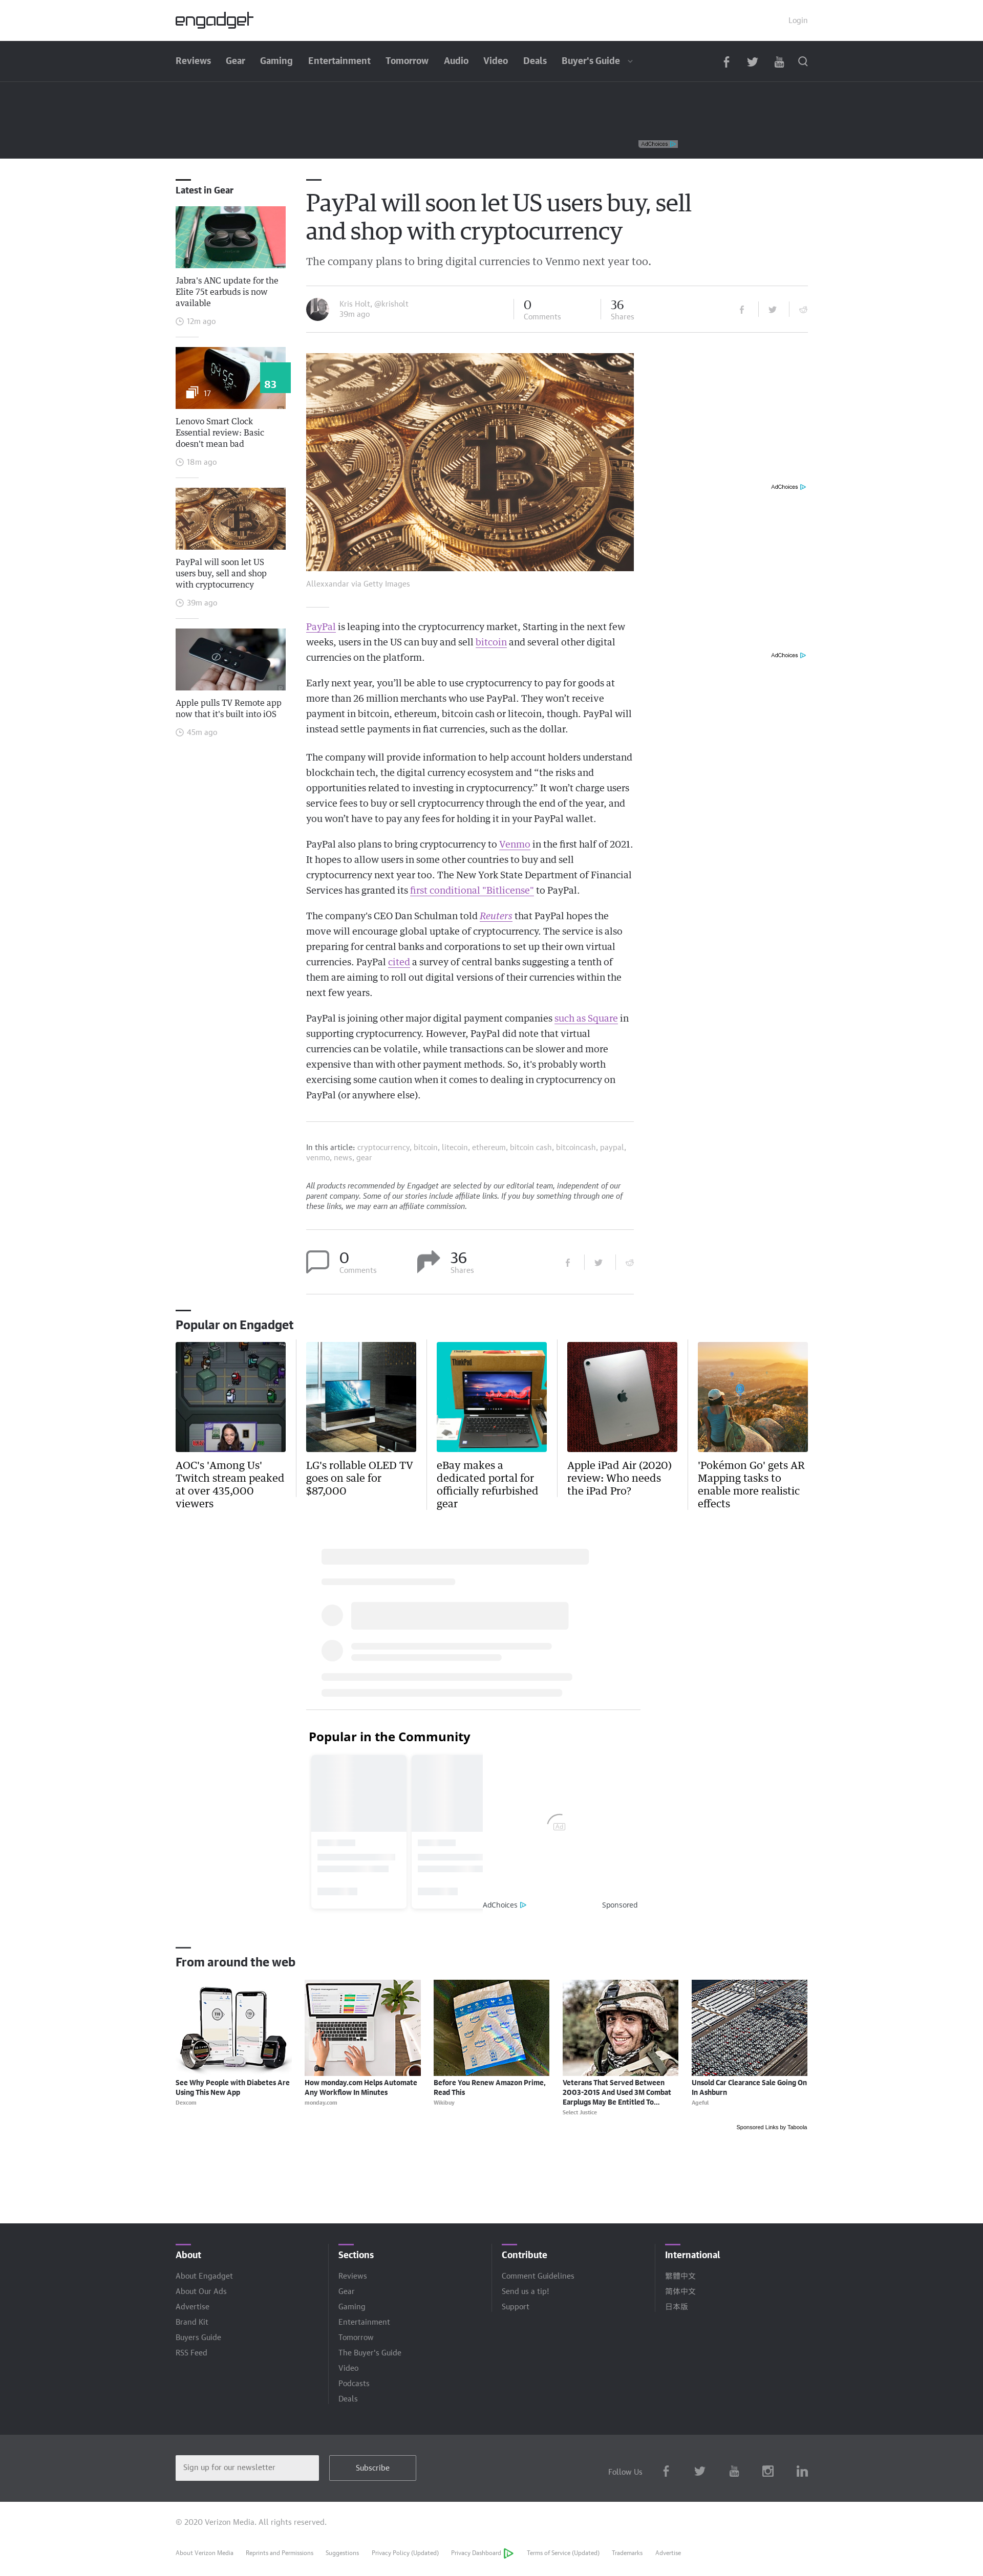 engadget
Login
Reviews Gear Gaming Entertainment Tomorrow Audio Video Deals Buyer's Guide
AdChoices
Latest in Gear
Jabra's ANC update for the
Elite 75t earbuds is now
available
12m ago
17
83
Lenovo Smart Clock
Essential review: Basic
doesn't mean bad
18m ago
PayPal will soon let US
users buy, sell and shop
with cryptocurrency
39m ago
Apple pulls TV Remote app
now that it's built into iOS
45m ago
PayPal will soon let US users buy, sell
and shop with cryptocurrency
The company plans to bring digital currencies to Venmo next year too.
Kris Holt, @krisholt
39m ago
0
Comments
36
Shares
Allexxandar via Getty Images
AdChoices
AdChoices
PayPal is leaping into the cryptocurrency market, Starting in the next few
weeks, users in the US can buy and sell bitcoin and several other digital
currencies on the platform.
Early next year, you'll be able to use cryptocurrency to pay for goods at
more than 26 million merchants who use PayPal. They won't receive
payment in bitcoin, ethereum, bitcoin cash or litecoin, though. PayPal will
instead settle payments in fiat currencies, such as the dollar.
The company will provide information to help account holders understand
blockchain tech, the digital currency ecosystem and “the risks and
opportunities related to investing in cryptocurrency.” It won't charge users
service fees to buy or sell cryptocurrency through the end of the year, and
you won't have to pay any fees for holding it in your PayPal wallet.
PayPal also plans to bring cryptocurrency to Venmo in the first half of 2021.
It hopes to allow users in some other countries to buy and sell
cryptocurrency next year too. The New York State Department of Financial
Services has granted its first conditional "Bitlicense" to PayPal.
The company's CEO Dan Schulman told Reuters that PayPal hopes the
move will encourage global uptake of cryptocurrency. The service is also
preparing for central banks and corporations to set up their own virtual
currencies. PayPal cited a survey of central banks suggesting a tenth of
them are aiming to roll out digital versions of their currencies within the
next few years.
PayPal is joining other major digital payment companies such as Square in
supporting cryptocurrency. However, PayPal did note that virtual
currencies can be volatile, while transactions can be slower and more
expensive than with other payment methods. So, it's probably worth
exercising some caution when it comes to dealing in cryptocurrency on
PayPal (or anywhere else).
In this article: cryptocurrency, bitcoin, litecoin, ethereum, bitcoin cash, bitcoincash, paypal,
venmo, news, gear
All products recommended by Engadget are selected by our editorial team, independent of our
parent company. Some of our stories include affiliate links. If you buy something through one of
these links, we may earn an affiliate commission.
0
Comments
36
Shares
Popular on Engadget
ThinkPad
AOC's 'Among Us'
Twitch stream peaked
at over 435,000
viewers
LG's rollable OLED TV
goes on sale for
$87,000
eBay makes a
dedicated portal for
officially refurbished
gear
Apple iPad Air (2020)
review: Who needs
the iPad Pro?
'Pokémon Go' gets AR
Mapping tasks to
enable more realistic
effects
Popular in the Community
Ad
AdChoices
Sponsored
From around the web
See Why People with Diabetes Are
Using This New App
Dexcom
How monday.com Helps Automate
Any Workflow In Minutes
monday.com
Before You Renew Amazon Prime,
Read This
Wikibuy
Veterans That Served Between
2003-2015 And Used 3M Combat
Earplugs May Be Entitled To...
Select Justice
Unsold Car Clearance Sale Going On
In Ashburn
Ageful
Sponsored Links by Taboola
About
About Engadget
About Our Ads
Advertise
Brand Kit
Buyers Guide
RSS Feed
Sections
Reviews
Gear
Gaming
Entertainment
Tomorrow
The Buyer's Guide
Video
Podcasts
Deals
Contribute
Comment Guidelines
Send us a tip!
Support
International
繁體中文
简体中文
日本版
Sign up for our newsletter
Subscribe
Follow Us
© 2020 Verizon Media. All rights reserved.
About Verizon Media Reprints and Permissions Suggestions Privacy Policy (Updated) Privacy Dashboard Terms of Service (Updated) Trademarks Advertise